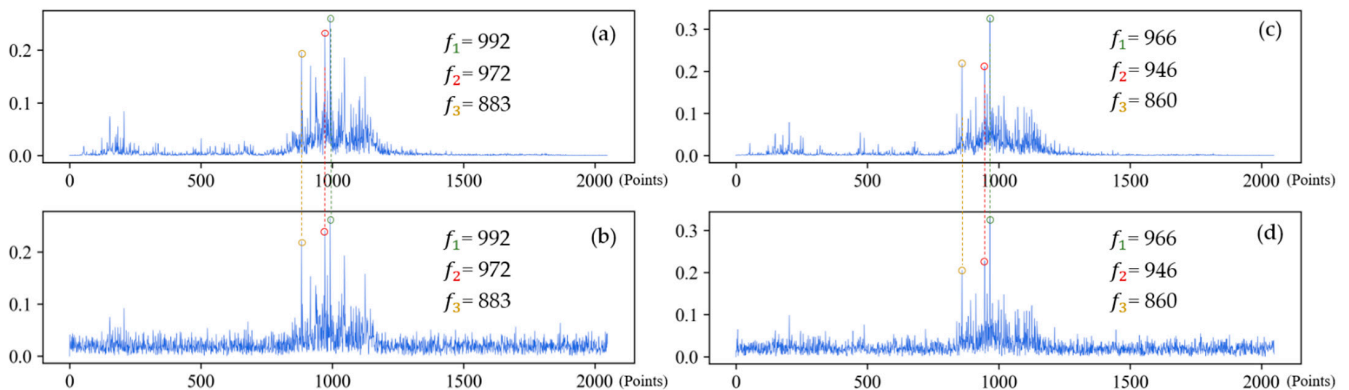 (a)
f1= 992
f2= 972
f3= 883
0.2
0.1
0.0
0 500 1000 1500 2000 (Points)
(c)
f1= 966
f2= 946
f3= 860
0.3
0.2
0.1
0.0
0 500 1000 1500 2000 (Points)
(b)
f1= 992
f2= 972
f3= 883
0.2
0.1
0.0
0 500 1000 1500 2000 (Points)
(d)
f1= 966
f2= 946
f3= 860
0.3
0.2
0.1
0.0
0 500 1000 1500 2000 (Points)